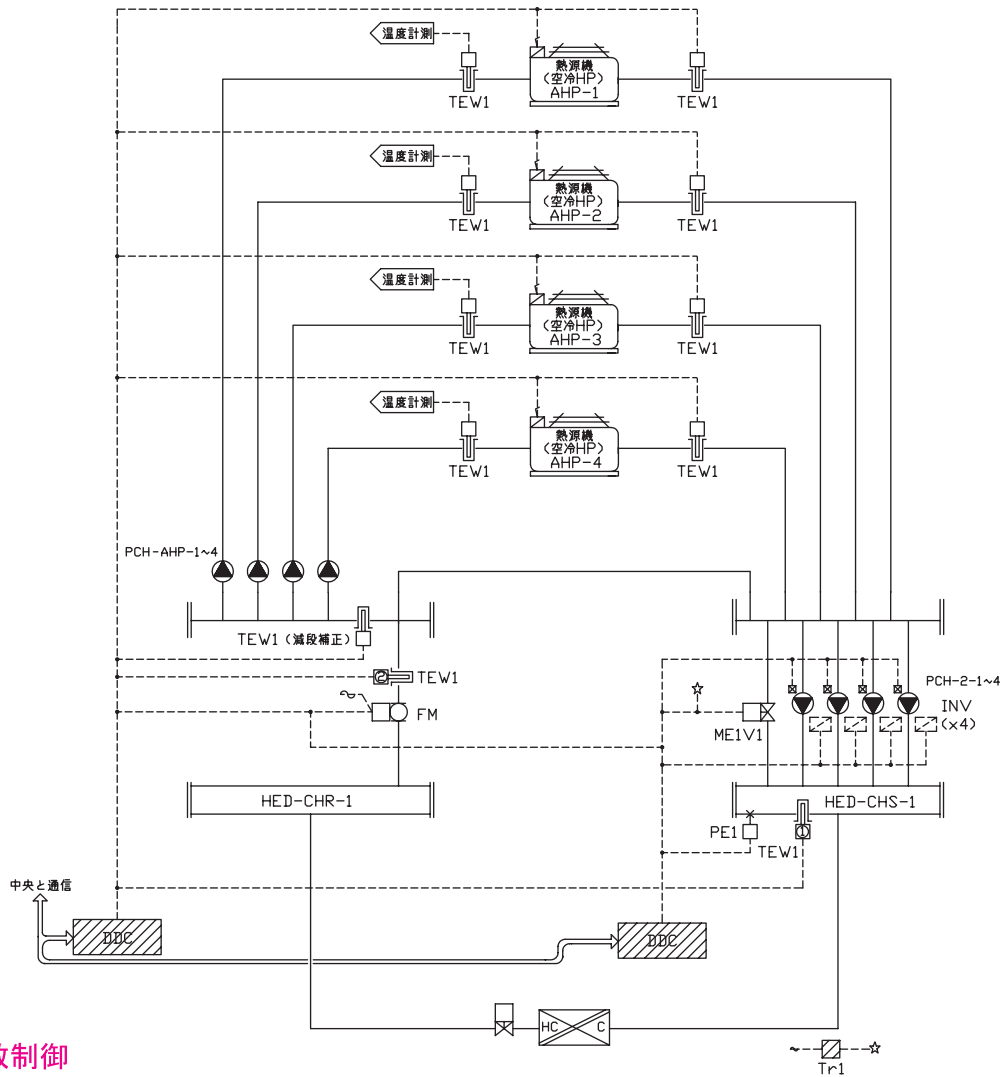 温度計測
熱源機
(空冷HP)
AHP-1
TEW1
TEW1
温度計測
熱源機
(空冷HP)
AHP-2
TEW1
TEW1
温度計測
熱源機
(空冷HP)
AHP-3
TEW1
TEW1
温度計測
熱源機
(空冷HP)
AHP-4
TEW1
TEW1
PCH-AHP-1~4
TEW1(減段補正)
② TEW1
FM
PCH-2-1~4
INV
(x4)
ME1V1
HED-CHR-1
HED-CHS-1
PE1
①
TEW1
中央と通信
DDC
DDC
HC C
Tr1
制御